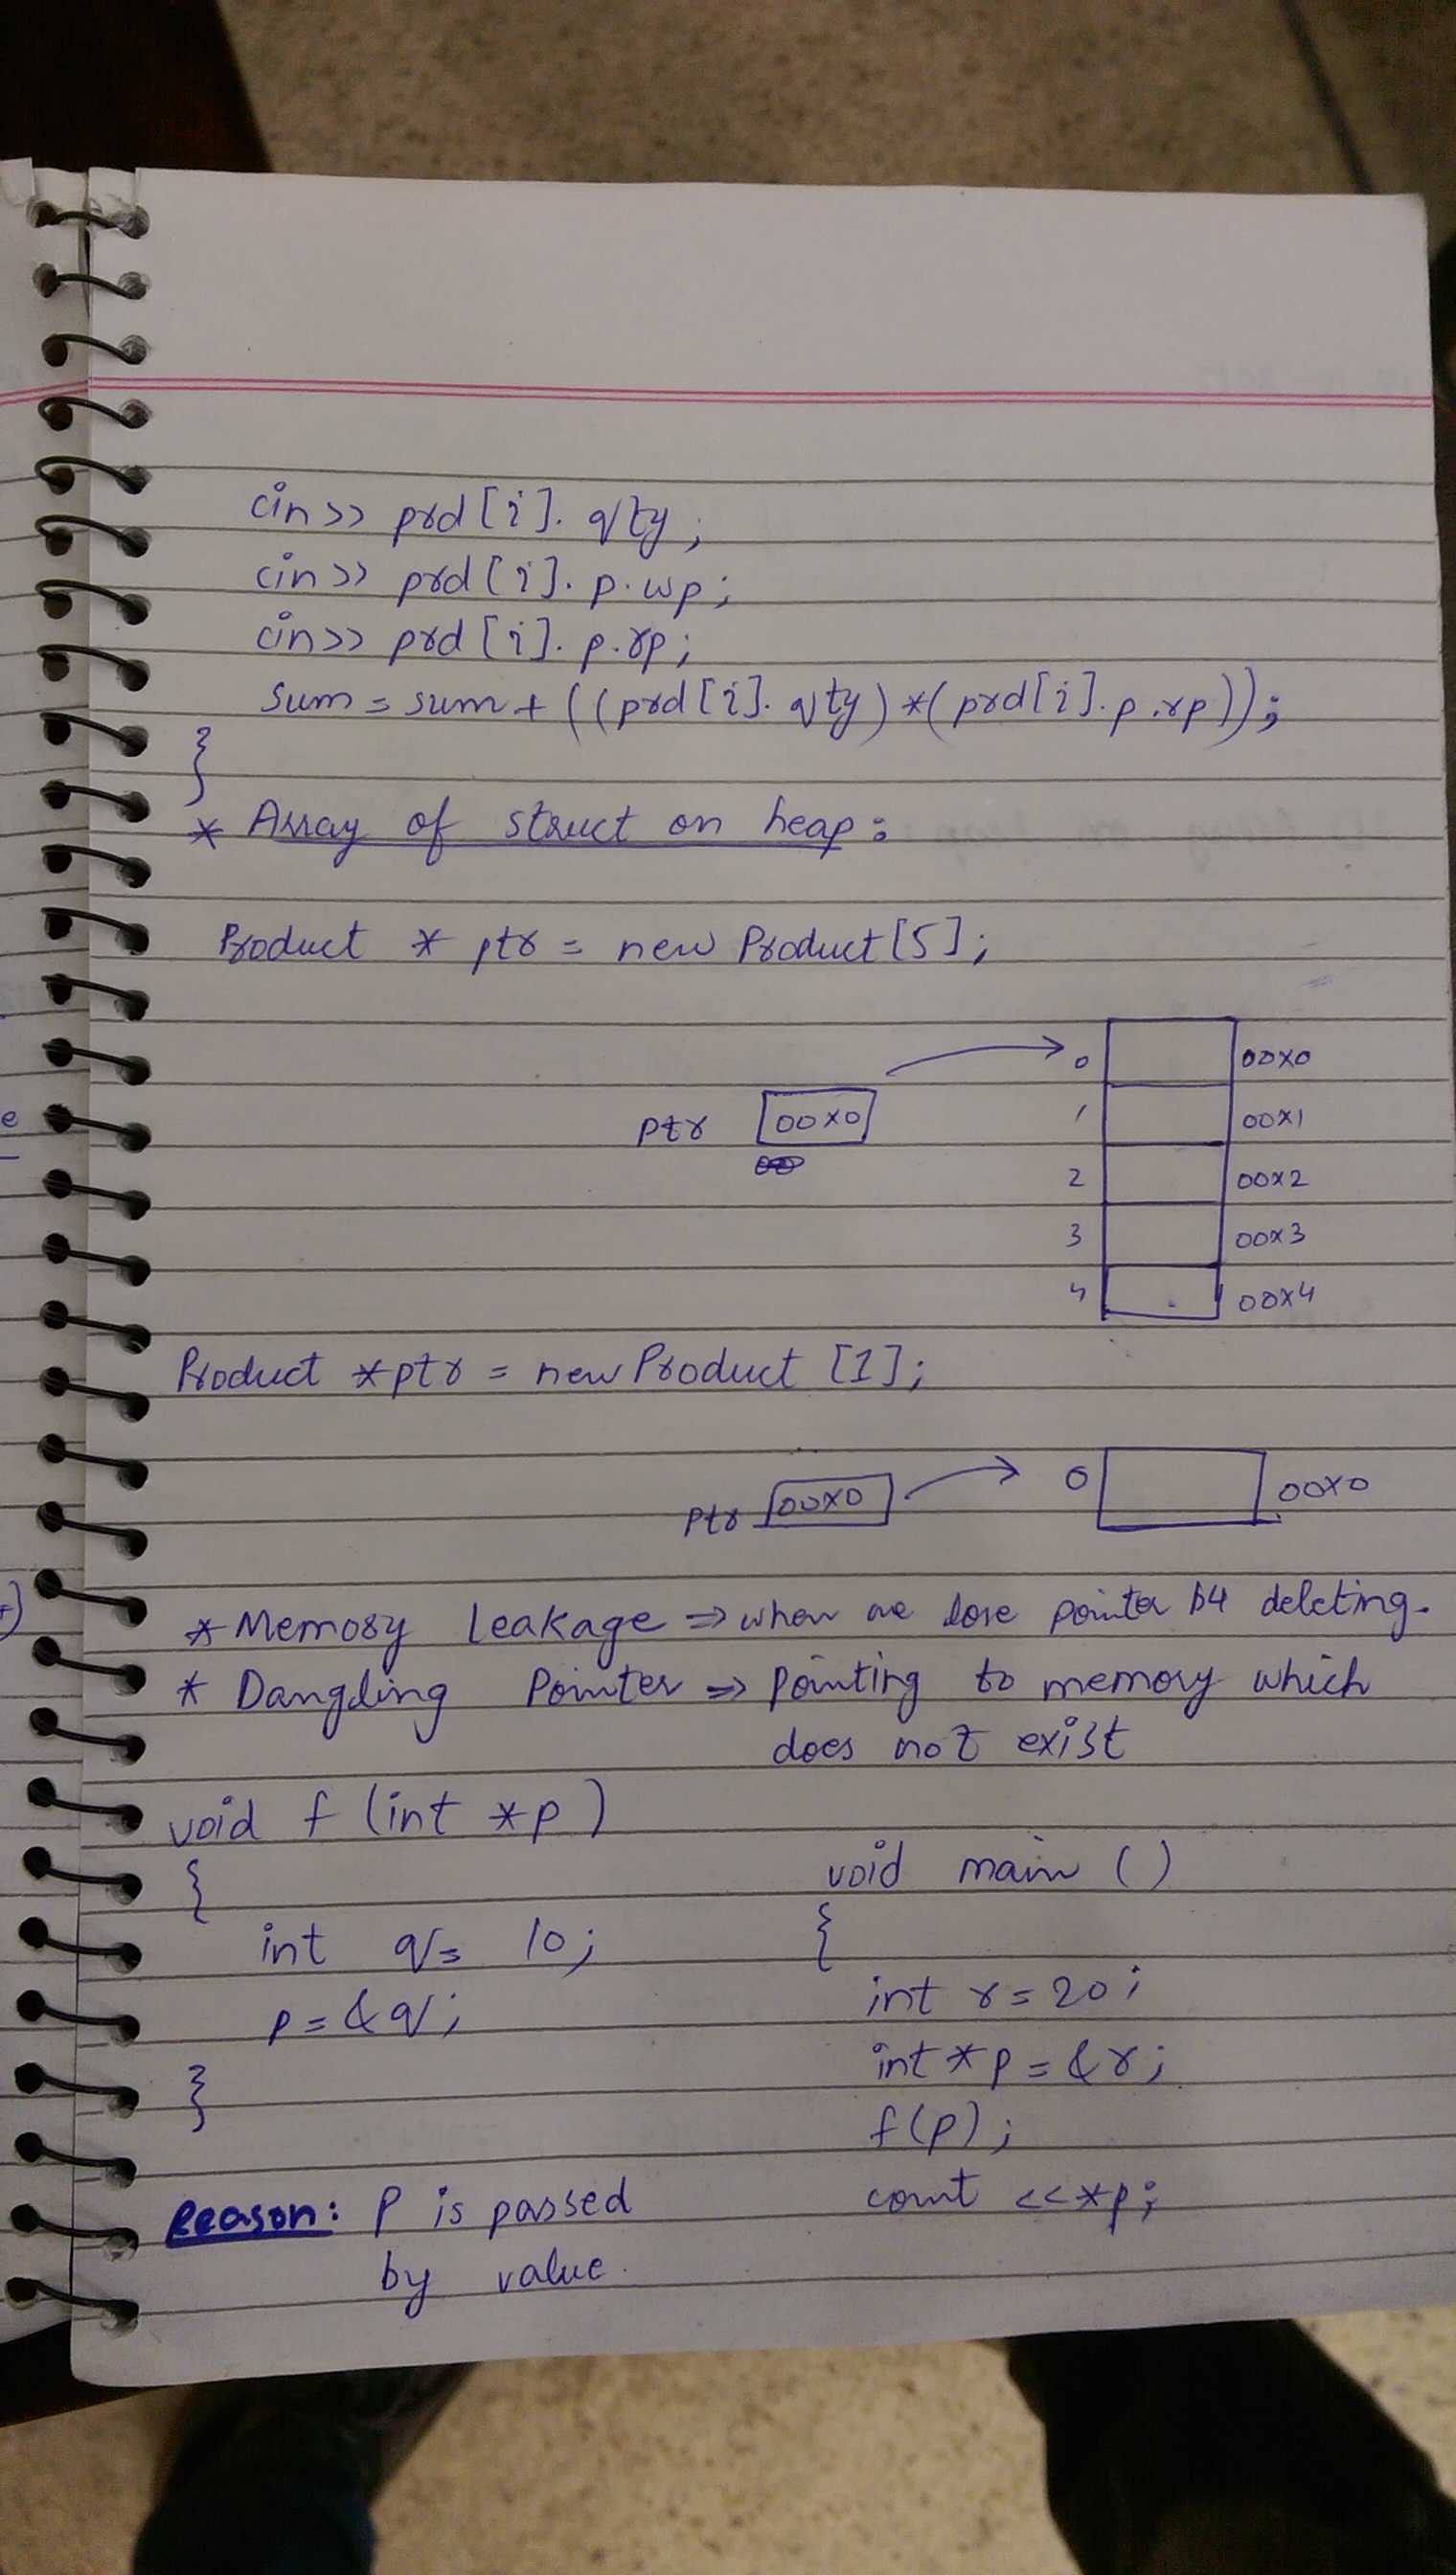 cin>> prd[i]. qty;
cin>> prd[i]. p.wp;
cin>> prd[i]. p.rp;
sum = sum + ((prd[i]. qty)*(prd[i].p.rp));
}
* Array of struct on heap:
Product * ptr = new Product[5];
0 00x0
ptr 00x0 1 00x1
2 00x2
3 00x3
4 00x4
Product *ptr = new Product [1];
ptr 00x0 0 00x0
* Memory Leakage => when we lose pointer b4 deleting.
* Dangling Pointer => Pointing to memory which
does not exist
void f (int *p)
{
int q = 10;
p = &q;
}
Reason: P is passed
by value.
void main ()
{
int r = 20;
int *p = &r;
f(p);
cout <<*p;